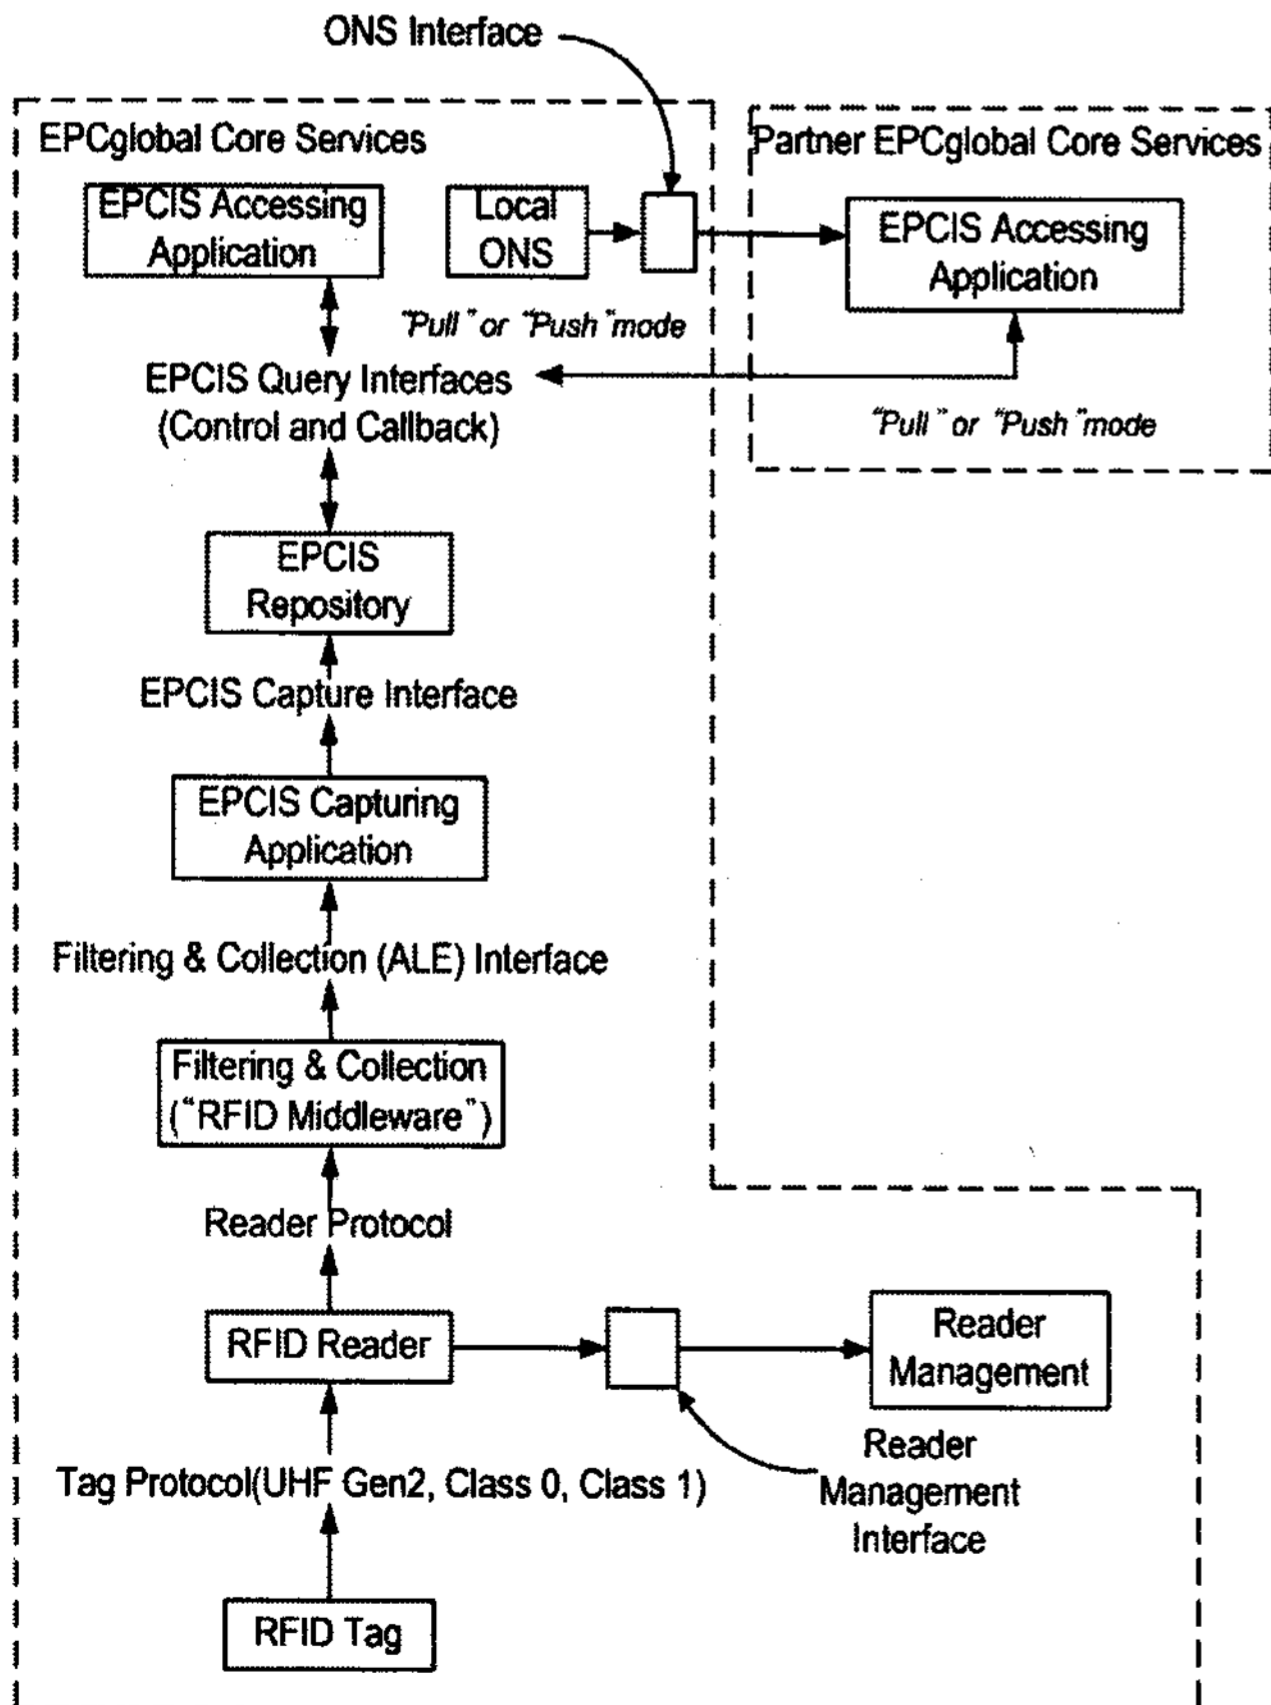 ONS Interface
EPCglobal Core Services
Partner EPCglobal Core Services
EPCIS Accessing
Application
Local
ONS
EPCIS Accessing
Application
"Pull" or "Push" mode
EPCIS Query Interfaces
(Control and Callback)
"Pull" or "Push" mode
EPCIS
Repository
EPCIS Capture Interface
EPCIS Capturing
Application
Filtering & Collection (ALE) Interface
Filtering & Collection
("RFID Middleware")
Reader Protocol
RFID Reader
Reader
Management
Reader
Management
Interface
Tag Protocol(UHF Gen2, Class 0, Class 1)
RFID Tag